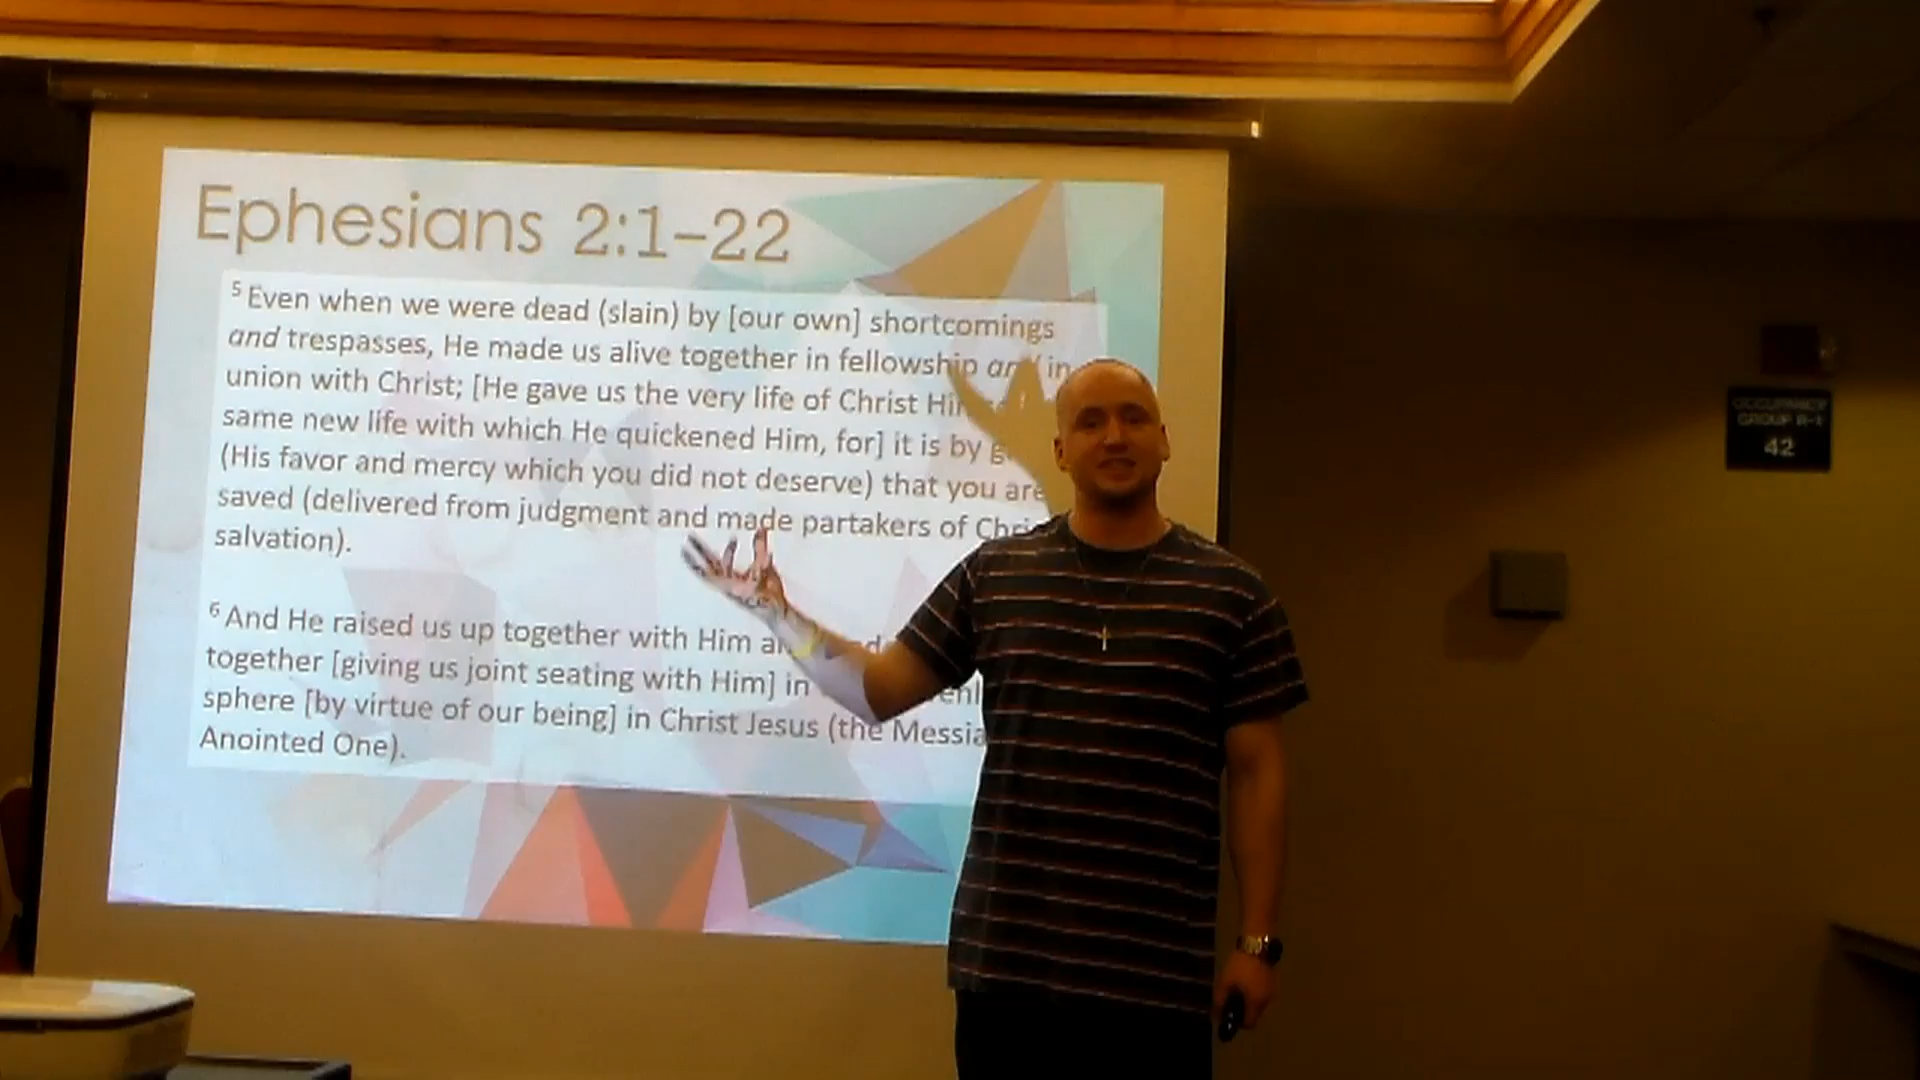 Ephesians 2:1–22
5 Even when we were dead (slain) by [our own] shortcomings
and trespasses, He made us alive together in fellowship and in
union with Christ; [He gave us the very life of Christ
same new life with which He quickened Him, for] it is by
(His favor and mercy which you did not deserve) that you are
saved (delivered from judgment and made partakers of
salvation).
6 And He raised us up together with Him
together [giving us joint seating with Him] in
sphere [by virtue of our being] in Christ Jesus (the
Anointed One).
OCCUPANCY
GROUP
42